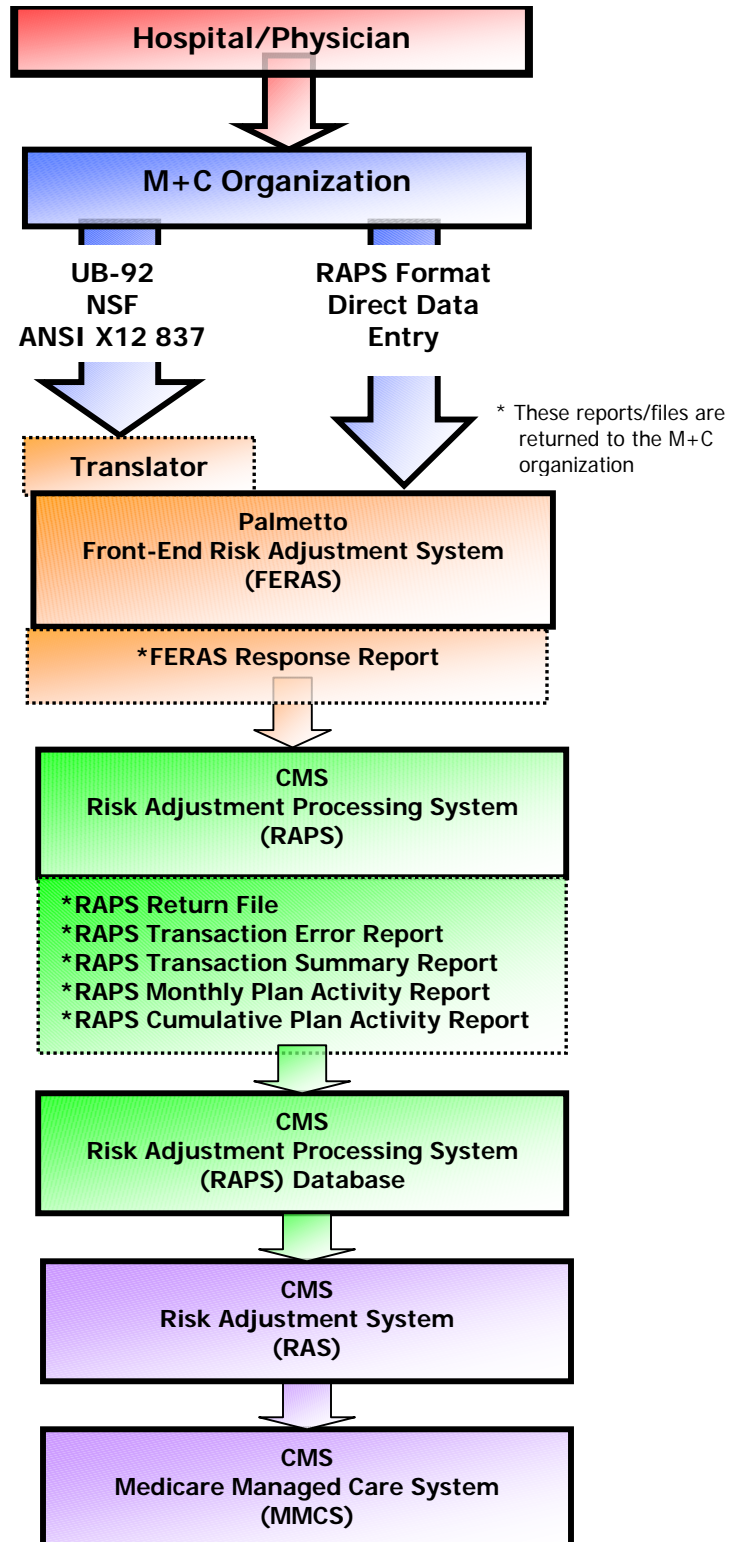 Hospital/Physician
M+C Organization
UB-92
NSF
ANSI X12 837
RAPS Format
Direct Data
Entry
* These reports/files are
returned to the M+C
organization
Translator
Palmetto
Front-End Risk Adjustment System
(FERAS)
*FERAS Response Report
CMS
Risk Adjustment Processing System
(RAPS)
*RAPS Return File
*RAPS Transaction Error Report
*RAPS Transaction Summary Report
*RAPS Monthly Plan Activity Report
*RAPS Cumulative Plan Activity Report
CMS
Risk Adjustment Processing System
(RAPS) Database
CMS
Risk Adjustment System
(RAS)
CMS
Medicare Managed Care System
(MMCS)